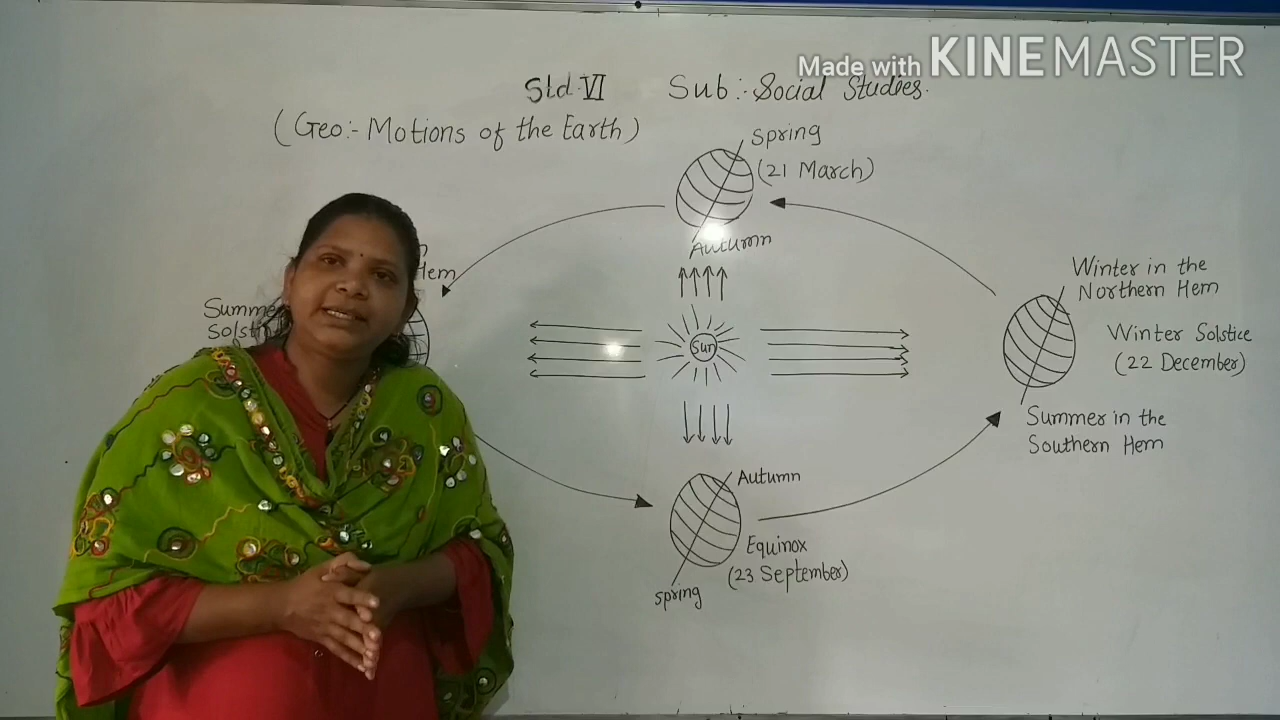 Made with KINEMASTER
Std. VI Sub:- Social Studies.
(Geo:- Motions of the Earth)
Spring
(21 March)
Autumn
Winter in the
Northern Hem
Winter Solstice
(22 December)
Summer in the
Southern Hem
Hem
Sun
Autumn
Equinox
(23 September)
spring